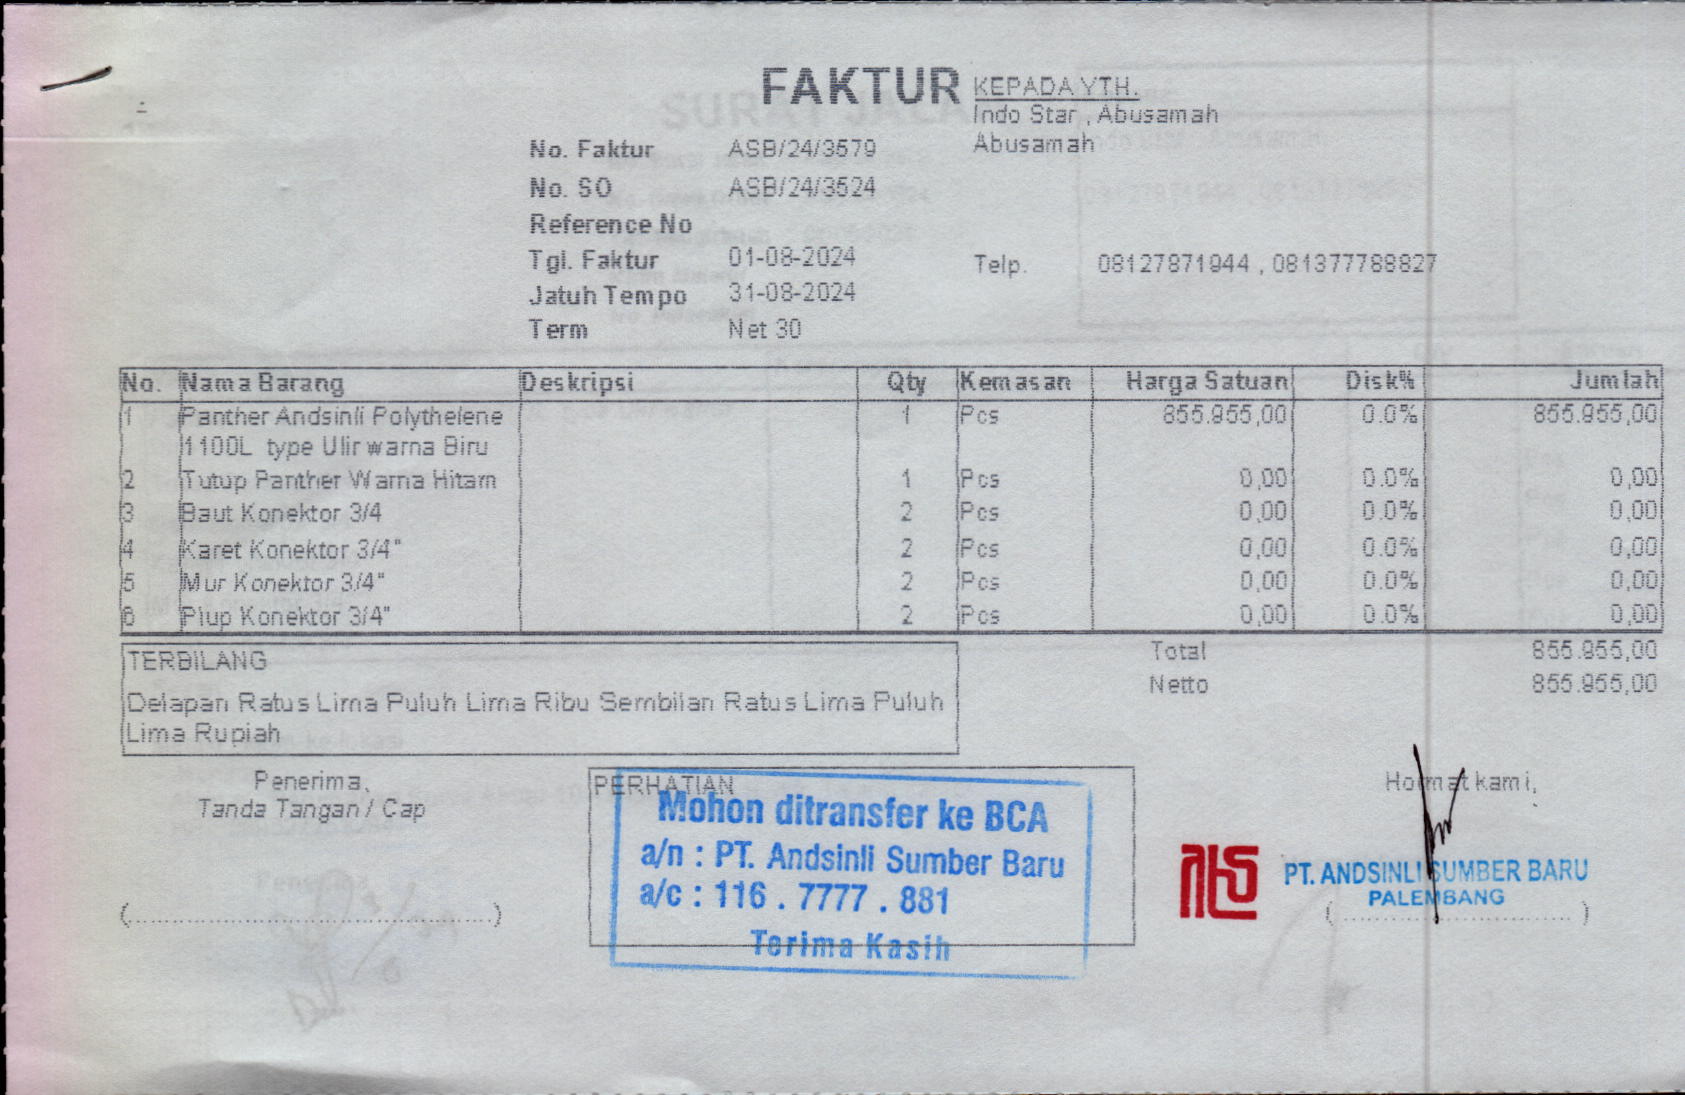 FAKTUR
KEPADA YTH.
Indo Star , Abusamah
Abusamah
No. Faktur ASB/24/3579
No. SO ASB/24/3524
Reference No
Tgl. Faktur 01-08-2024
Telp. 08127871944 , 081377788827
Jatuh Tempo 31-08-2024
Term Net 30
No. Nama Barang Deskripsi Qty Kemasan Harga Satuan Disk% Jumlah
1 Panther Andsinli Polythelene 1 Pcs 855.955,00 0.0% 855.955,00
1100L type Ulir warna Biru
2 Tutup Panther Warna Hitam 1 Pcs 0,00 0.0% 0,00
3 Baut Konektor 3/4 2 Pcs 0,00 0.0% 0,00
4 Karet Konektor 3/4" 2 Pcs 0,00 0.0% 0,00
5 Mur Konektor 3/4" 2 Pcs 0,00 0.0% 0,00
6 Plup Konektor 3/4" 2 Pcs 0,00 0.0% 0,00
TERBILANG
Delapan Ratus Lima Puluh Lima Ribu Sembilan Ratus Lima Puluh
Lima Rupiah
Total 855.955,00
Netto 855.955,00
Penerima,
Tanda Tangan / Cap
(..............................)
PERHATIAN
Mohon ditransfer ke BCA
a/n : PT. Andsinli Sumber Baru
a/c : 116 . 7777 . 881
Terima Kasih
Hormat kami,
PT. ANDSINLI SUMBER BARU
PALEMBANG
(..............................)